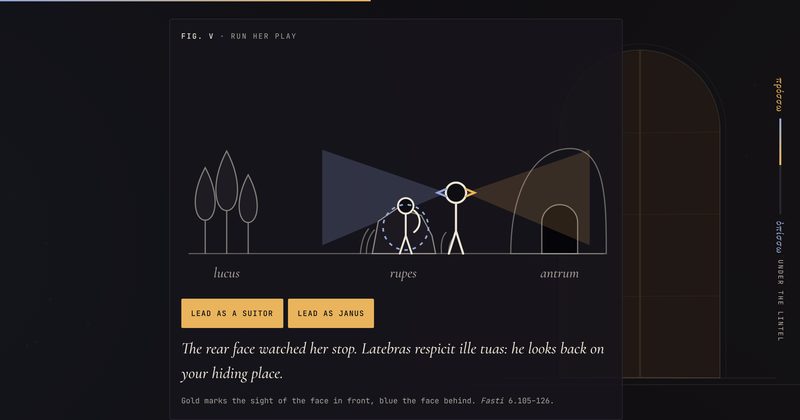 FIG. V · RUN HER PLAY
lucus
rupes
antrum
LEAD AS A SUITOR
LEAD AS JANUS
The rear face watched her stop. Latebras respicit ille tuas: he looks back on
your hiding place.
Gold marks the sight of the face in front, blue the face behind. Fasti 6.105–126.
πρόσσω
ὀπίσσω
UNDER THE LINTEL